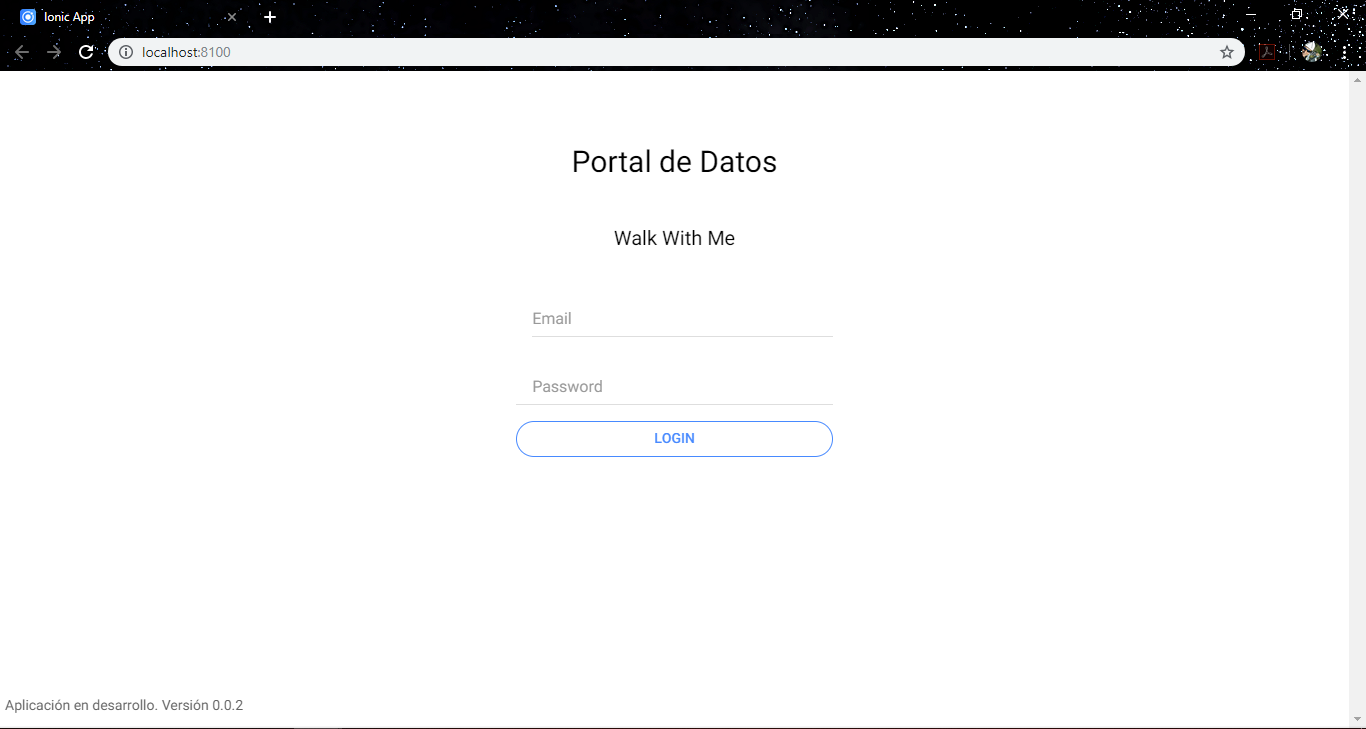 Ionic App
localhost:8100
Portal de Datos
Walk With Me
Email
Password
LOGIN
Aplicación en desarrollo. Versión 0.0.2